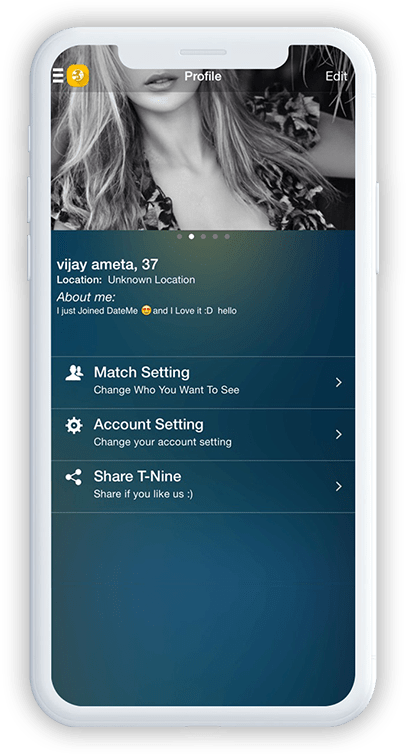 Profile
Edit
vijay ameta, 37
Location: Unknown Location
About me:
I just Joined DateMe 😍 and I Love it :D hello
Match Setting
Change Who You Want To See
Account Setting
Change your account setting
Share T-Nine
Share if you like us :)